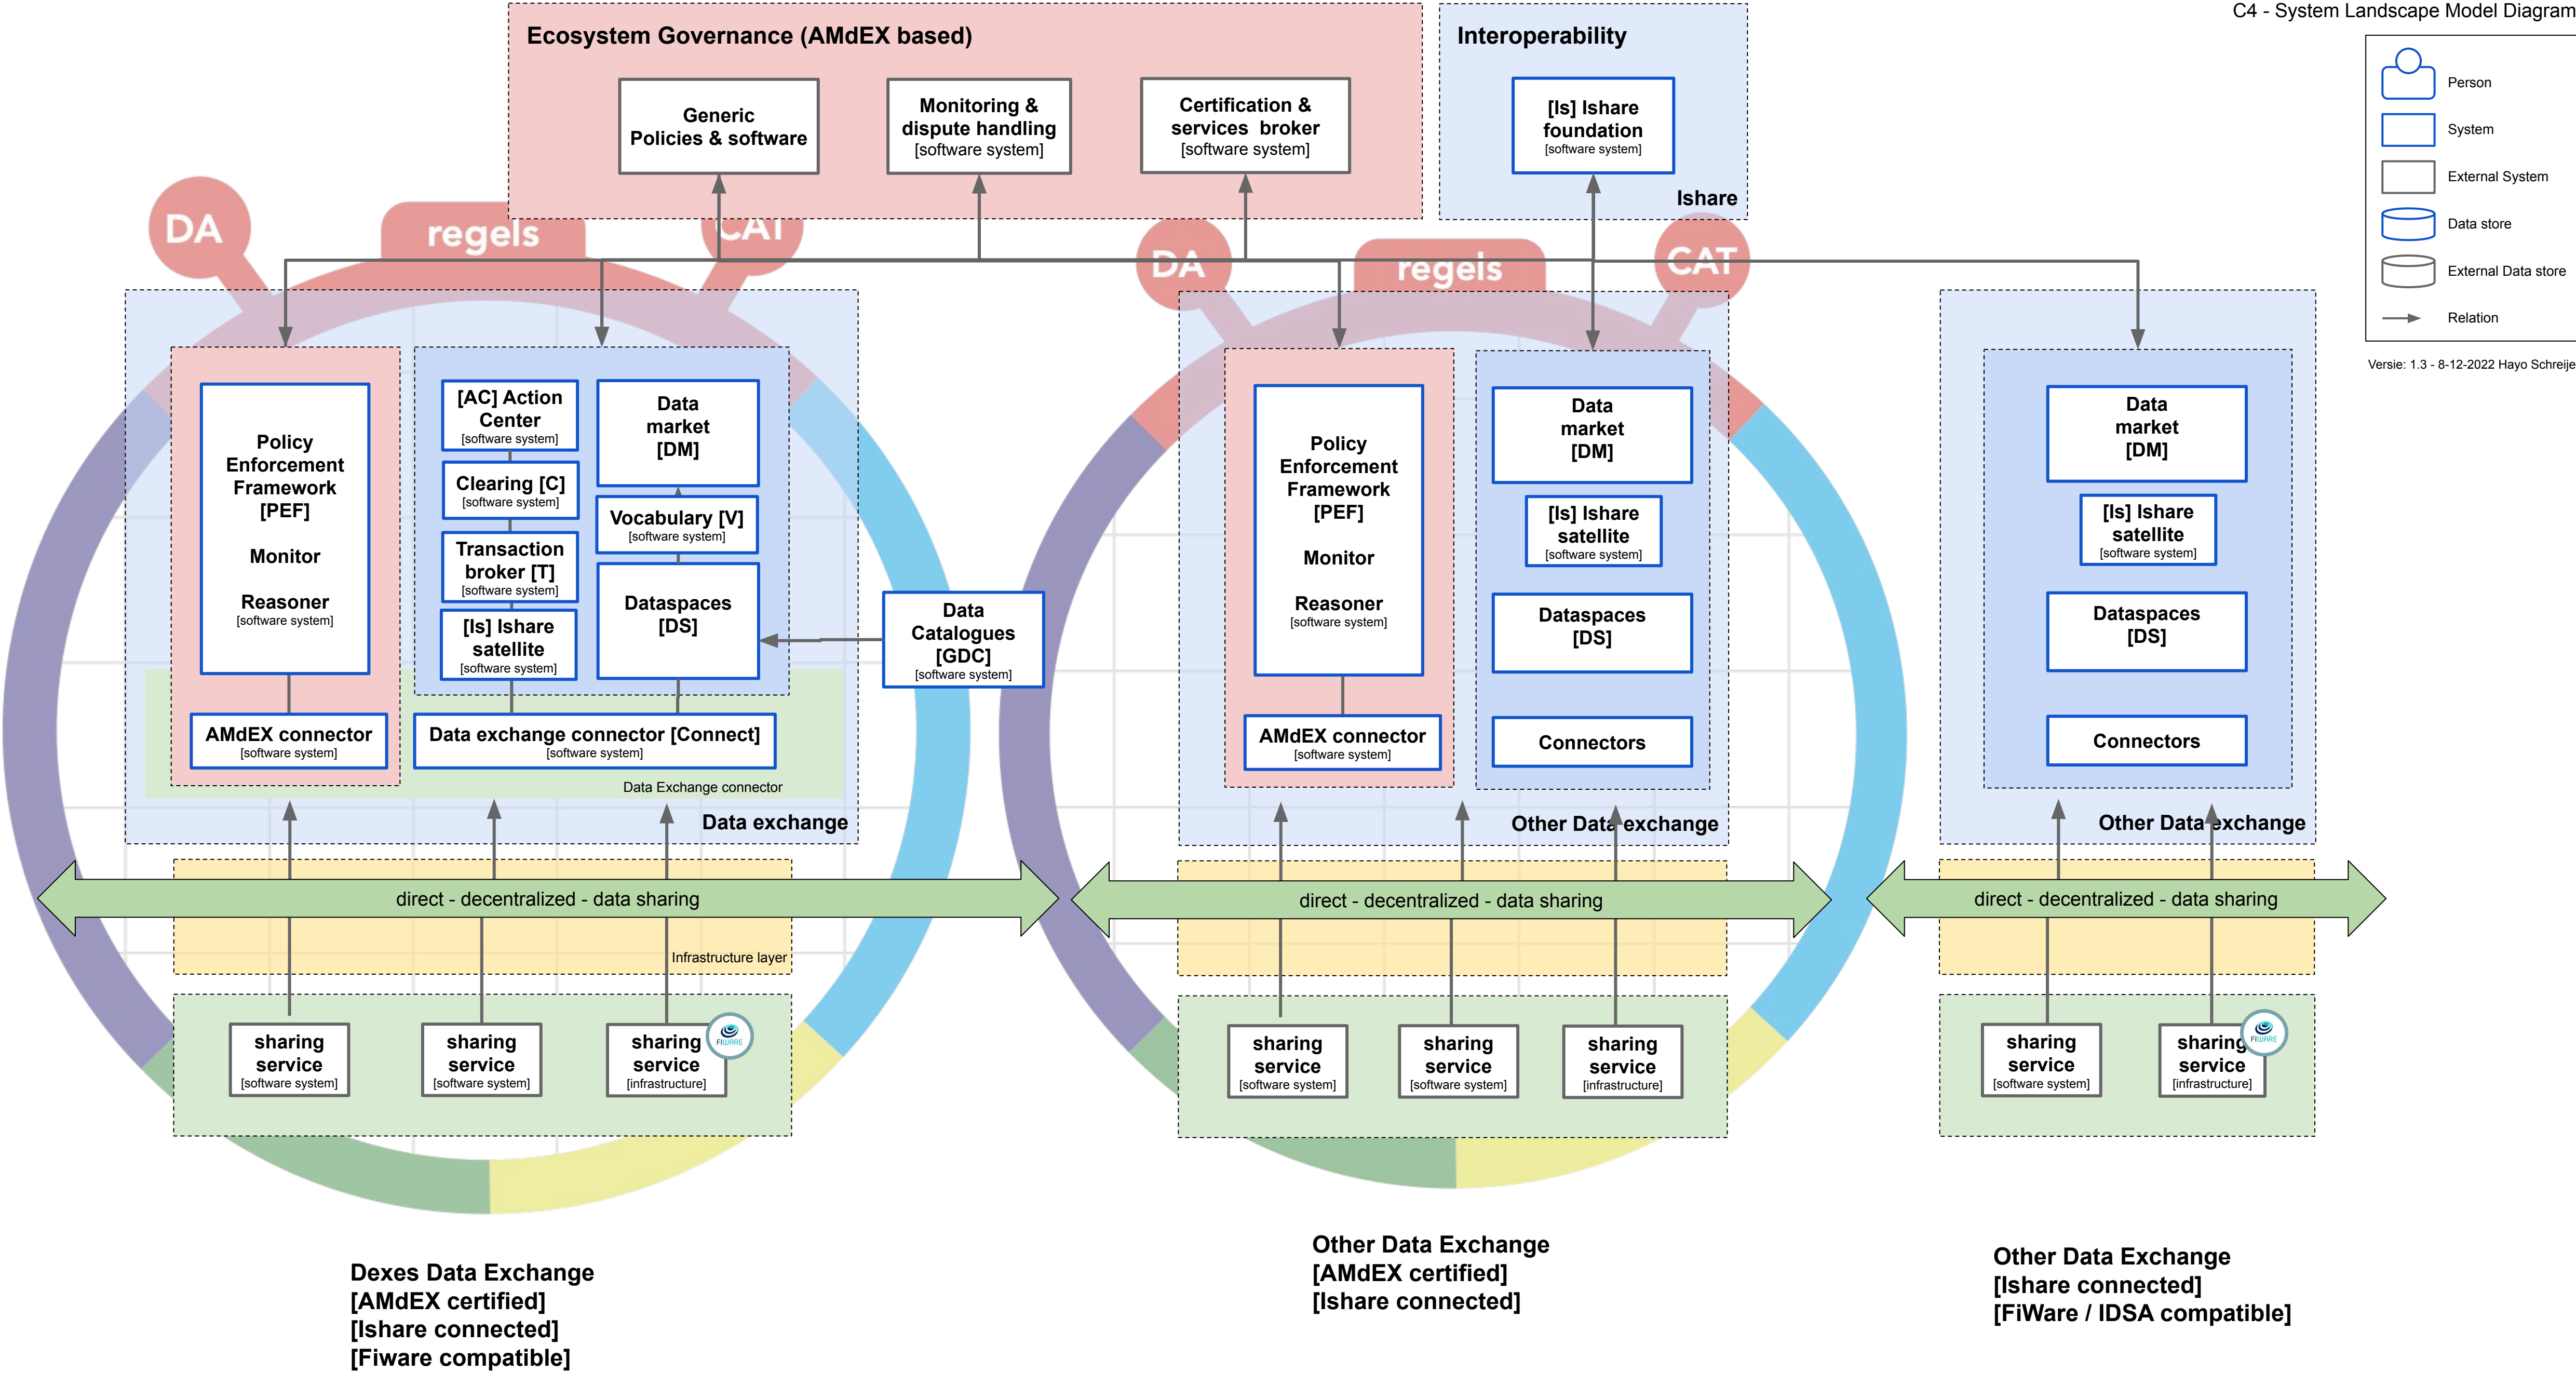 C4 - System Landscape Model Diagram
Ecosystem Governance (AMdEX based)
Generic
Policies & software
Monitoring &
dispute handling
[software system]
Certification &
services broker
[software system]
Interoperability
[Is] Ishare
foundation
[software system]
Ishare
Person
System
External System
Data store
External Data store
Relation
Versie: 1.3 - 8-12-2022 Hayo Schreije
DA
regels
CAT
DA
regels
CAT
Policy
Enforcement
Framework
[PEF]
Monitor
Reasoner
[software system]
AMdEX connector
[software system]
[AC] Action
Center
[software system]
Clearing [C]
[software system]
Transaction
broker [T]
[software system]
[Is] Ishare
satellite
[software system]
Data
market
[DM]
Vocabulary [V]
[software system]
Dataspaces
[DS]
Data exchange connector [Connect]
[software system]
Data Exchange connector
Data exchange
Data
Catalogues
[GDC]
[software system]
direct - decentralized - data sharing
Infrastructure layer
sharing
service
[software system]
sharing
service
[software system]
sharing
service
[infrastructure]
FIWARE
Dexes Data Exchange
[AMdEX certified]
[Ishare connected]
[Fiware compatible]
Policy
Enforcement
Framework
[PEF]
Monitor
Reasoner
[software system]
AMdEX connector
[software system]
Data
market
[DM]
[Is] Ishare
satellite
[software system]
Dataspaces
[DS]
Connectors
Other Data exchange
direct - decentralized - data sharing
sharing
service
[software system]
sharing
service
[software system]
sharing
service
[infrastructure]
Other Data Exchange
[AMdEX certified]
[Ishare connected]
Data
market
[DM]
[Is] Ishare
satellite
[software system]
Dataspaces
[DS]
Connectors
Other Data exchange
direct - decentralized - data sharing
sharing
service
[software system]
sharing
service
[infrastructure]
FIWARE
Other Data Exchange
[Ishare connected]
[FiWare / IDSA compatible]